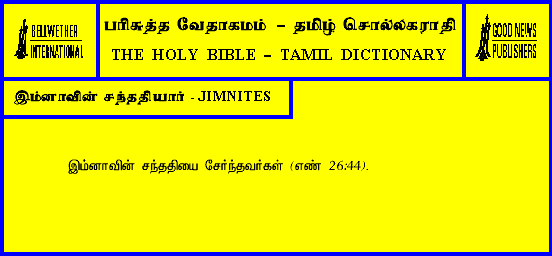 BELLWETHER
INTERNATIONAL
பரிசுத்த வேதாகமம் – தமிழ் சொல்லகராதி
THE HOLY BIBLE – TAMIL DICTIONARY
GOOD NEWS
PUBLISHERS
இம்னாவின் சந்ததியார் - JIMNITES
இம்னாவின் சந்ததியை சேர்ந்தவர்கள் (எண் 26:44).